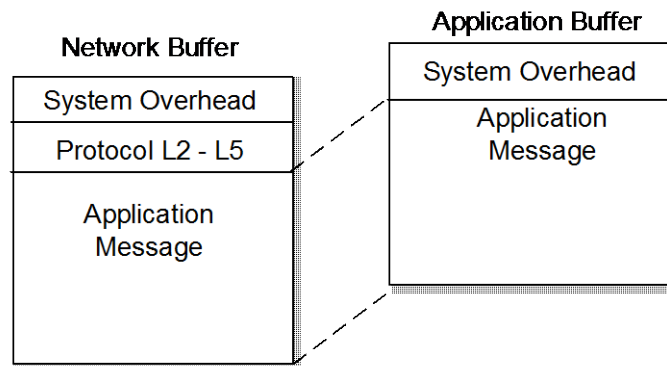 Network Buffer
System Overhead
Protocol L2 - L5
Application
Message
Application Buffer
System Overhead
Application
Message